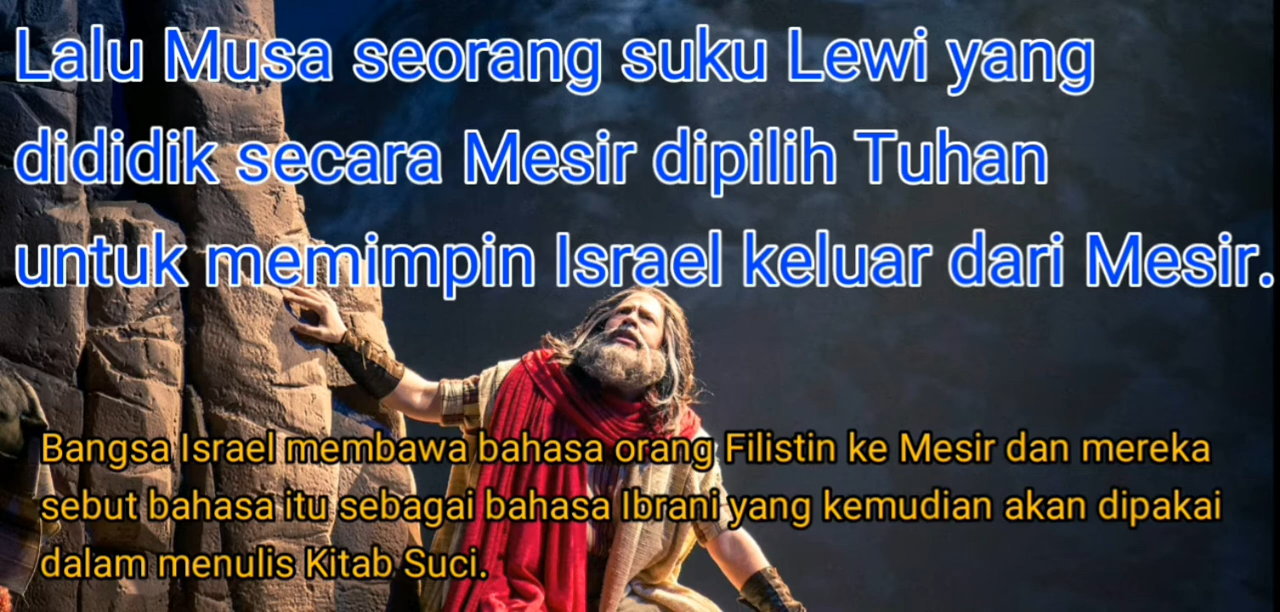 Lalu Musa seorang suku Lewi yang
dididik secara Mesir dipilih Tuhan
untuk memimpin Israel keluar dari Mesir.
Bangsa Israel membawa bahasa orang Filistin ke Mesir dan mereka
sebut bahasa itu sebagai bahasa Ibrani yang kemudian akan dipakai
dalam menulis Kitab Suci.